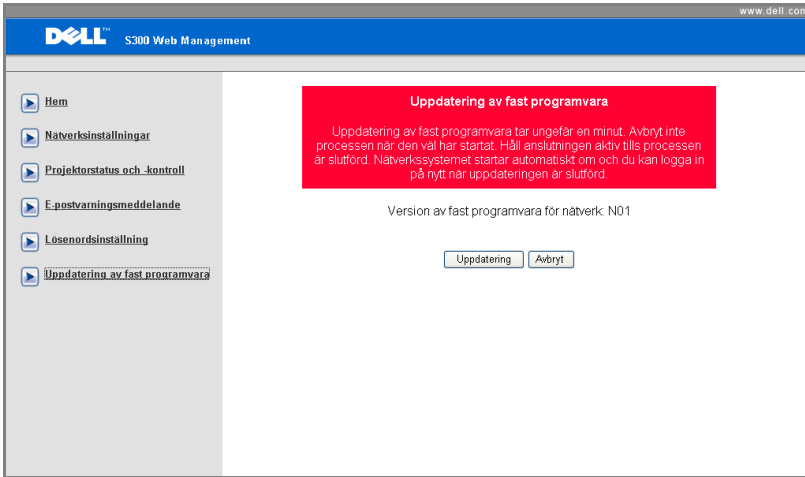 www.dell.com
DELL™ S300 Web Management
Hem
Nätverksinställningar
Projektorstatus och -kontroll
E-postvarningsmeddelande
Lösenordsinställning
Uppdatering av fast programvara
Uppdatering av fast programvara
Uppdatering av fast programvara tar ungefär en minut. Avbryt inte
processen när den väl har startat. Håll anslutningen aktiv tills processen
är slutförd. Nätverkssystemet startar automatiskt om och du kan logga in
på nytt när uppdateringen är slutförd.
Version av fast programvara för nätverk: N01
Uppdatering Avbryt